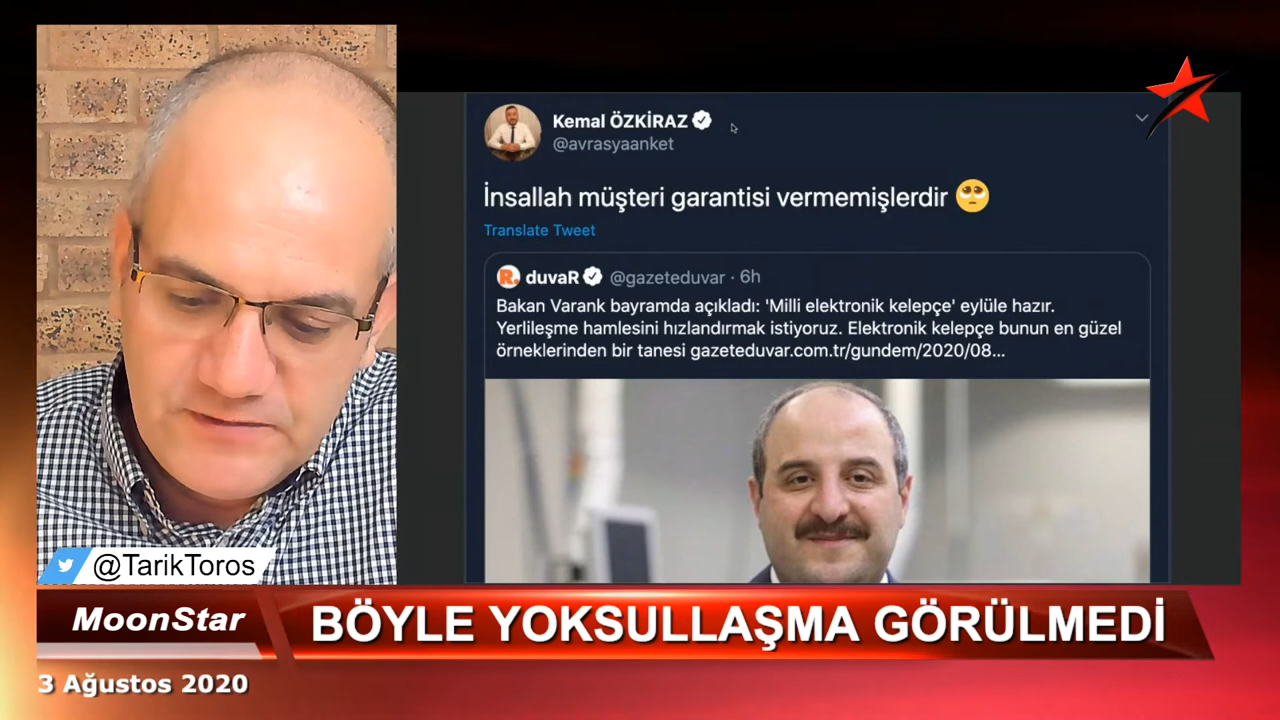 Kemal ÖZKİRAZ
@avrasyaanket
İnsallah müşteri garantisi vermemişlerdir
Translate Tweet
R. duvaR @gazeteduvar · 6h
Bakan Varank bayramda açıkladı: 'Milli elektronik kelepçe' eylüle hazır.
Yerlileşme hamlesini hızlandırmak istiyoruz. Elektronik kelepçe bunun en güzel
örneklerinden bir tanesi gazeteduvar.com.tr/gundem/2020/08...
@TarikToros
MoonStar
BÖYLE YOKSULLAŞMA GÖRÜLMEDİ
3 Ağustos 2020